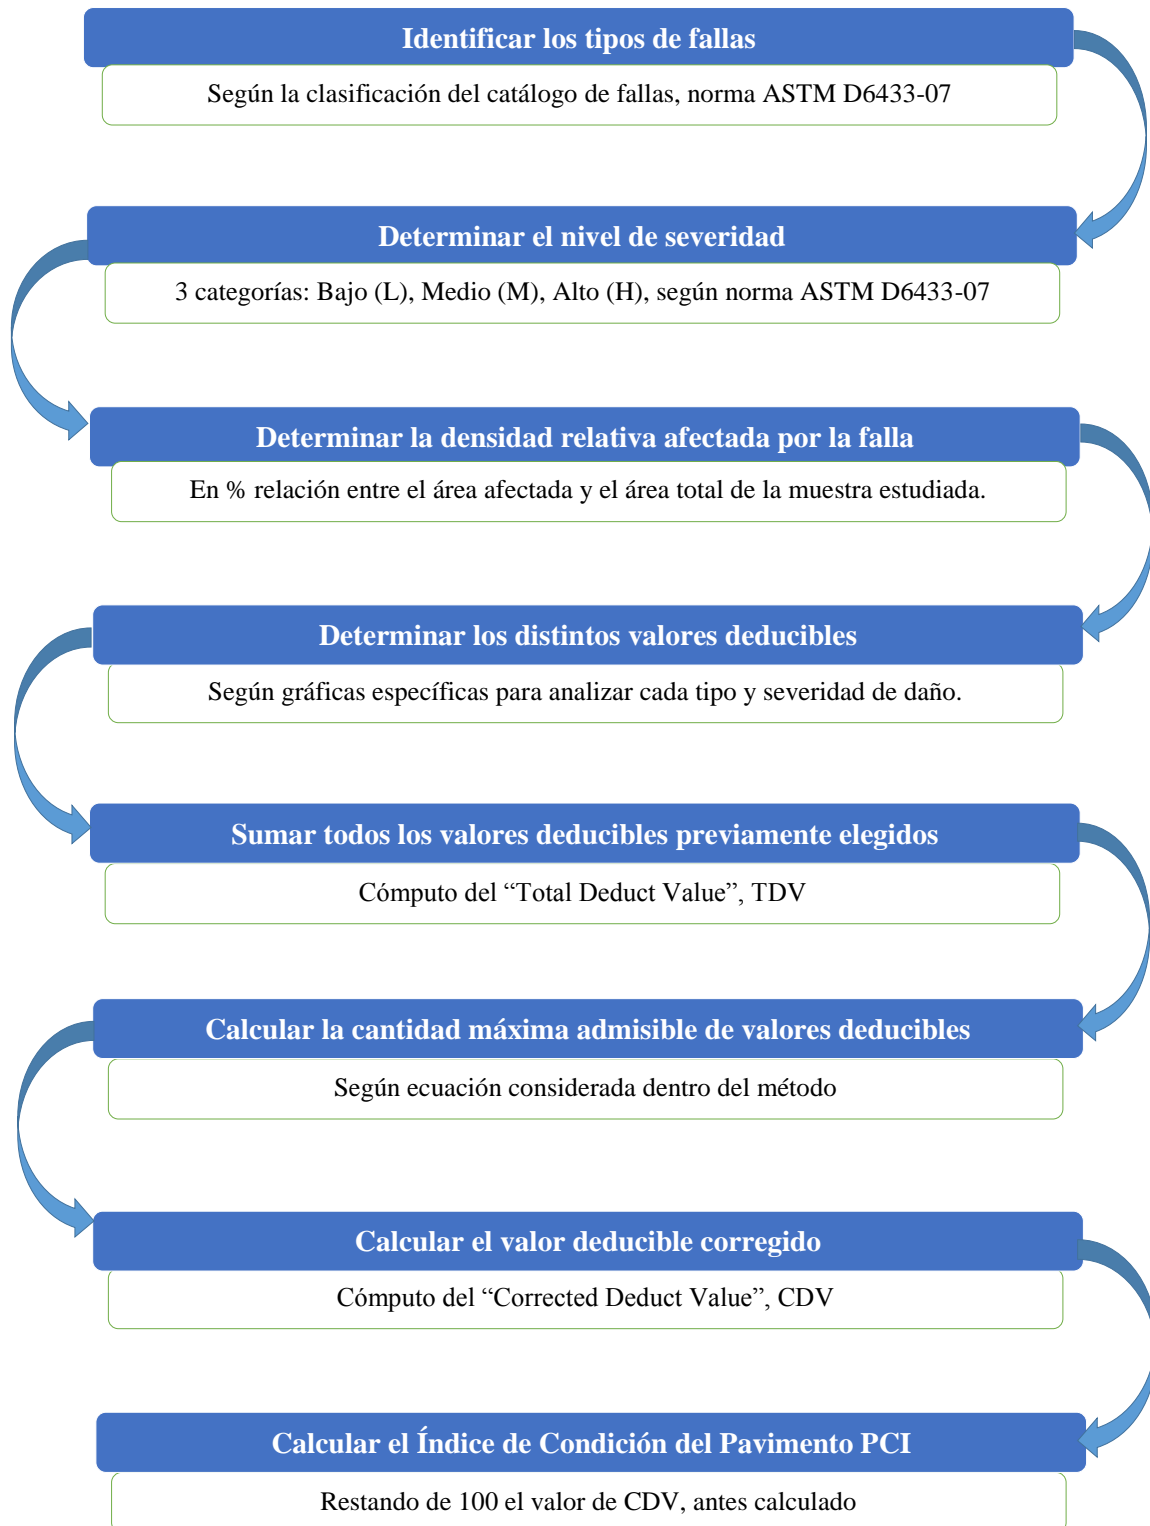 Identificar los tipos de fallas
Según la clasificación del catálogo de fallas, norma ASTM D6433-07
Determinar el nivel de severidad
3 categorías: Bajo (L), Medio (M), Alto (H), según norma ASTM D6433-07
Determinar la densidad relativa afectada por la falla
En % relación entre el área afectada y el área total de la muestra estudiada.
Determinar los distintos valores deducibles
Según gráficas específicas para analizar cada tipo y severidad de daño.
Sumar todos los valores deducibles previamente elegidos
Cómputo del “Total Deduct Value”, TDV
Calcular la cantidad máxima admisible de valores deducibles
Según ecuación considerada dentro del método
Calcular el valor deducible corregido
Cómputo del “Corrected Deduct Value”, CDV
Calcular el Índice de Condición del Pavimento PCI
Restando de 100 el valor de CDV, antes calculado